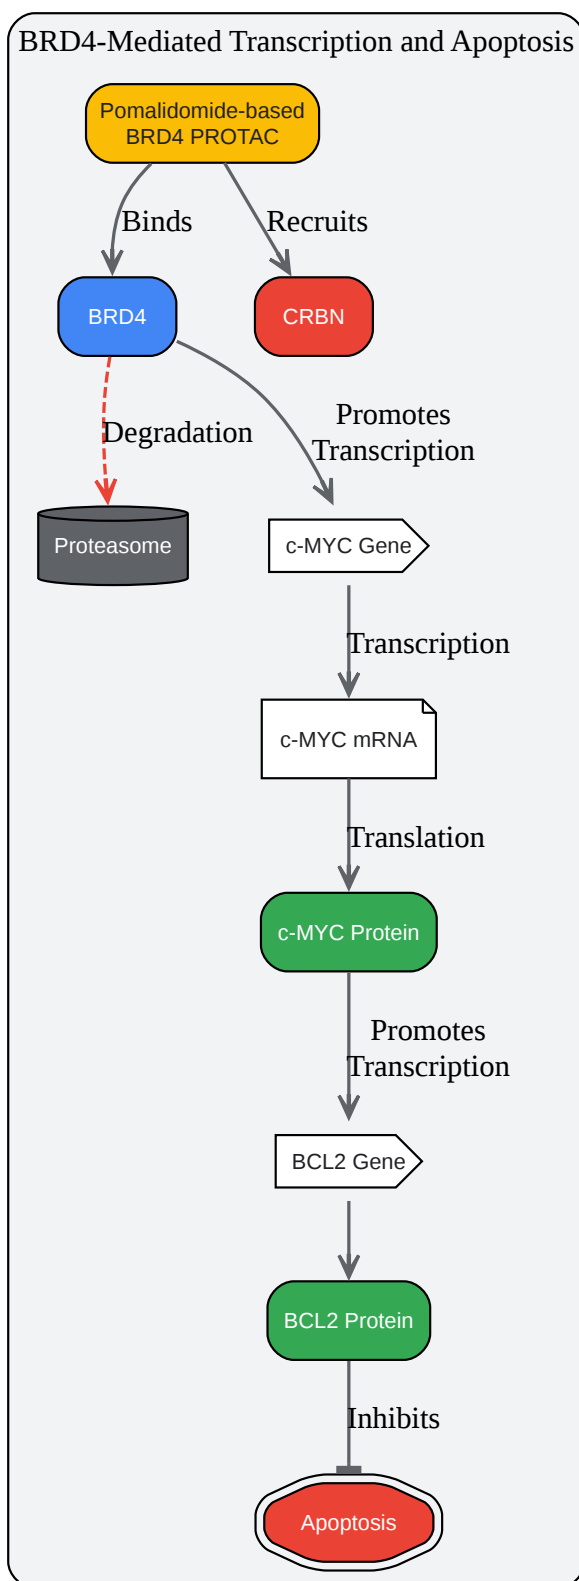 BRD4-Mediated Transcription and Apoptosis
Pomalidomide-based
BRD4 PROTAC
Binds
Recruits
BRD4
CRBN
Degradation
Promotes
Transcription
Proteasome
c-MYC Gene
Transcription
c-MYC mRNA
Translation
c-MYC Protein
Promotes
Transcription
BCL2 Gene
BCL2 Protein
Inhibits
Apoptosis